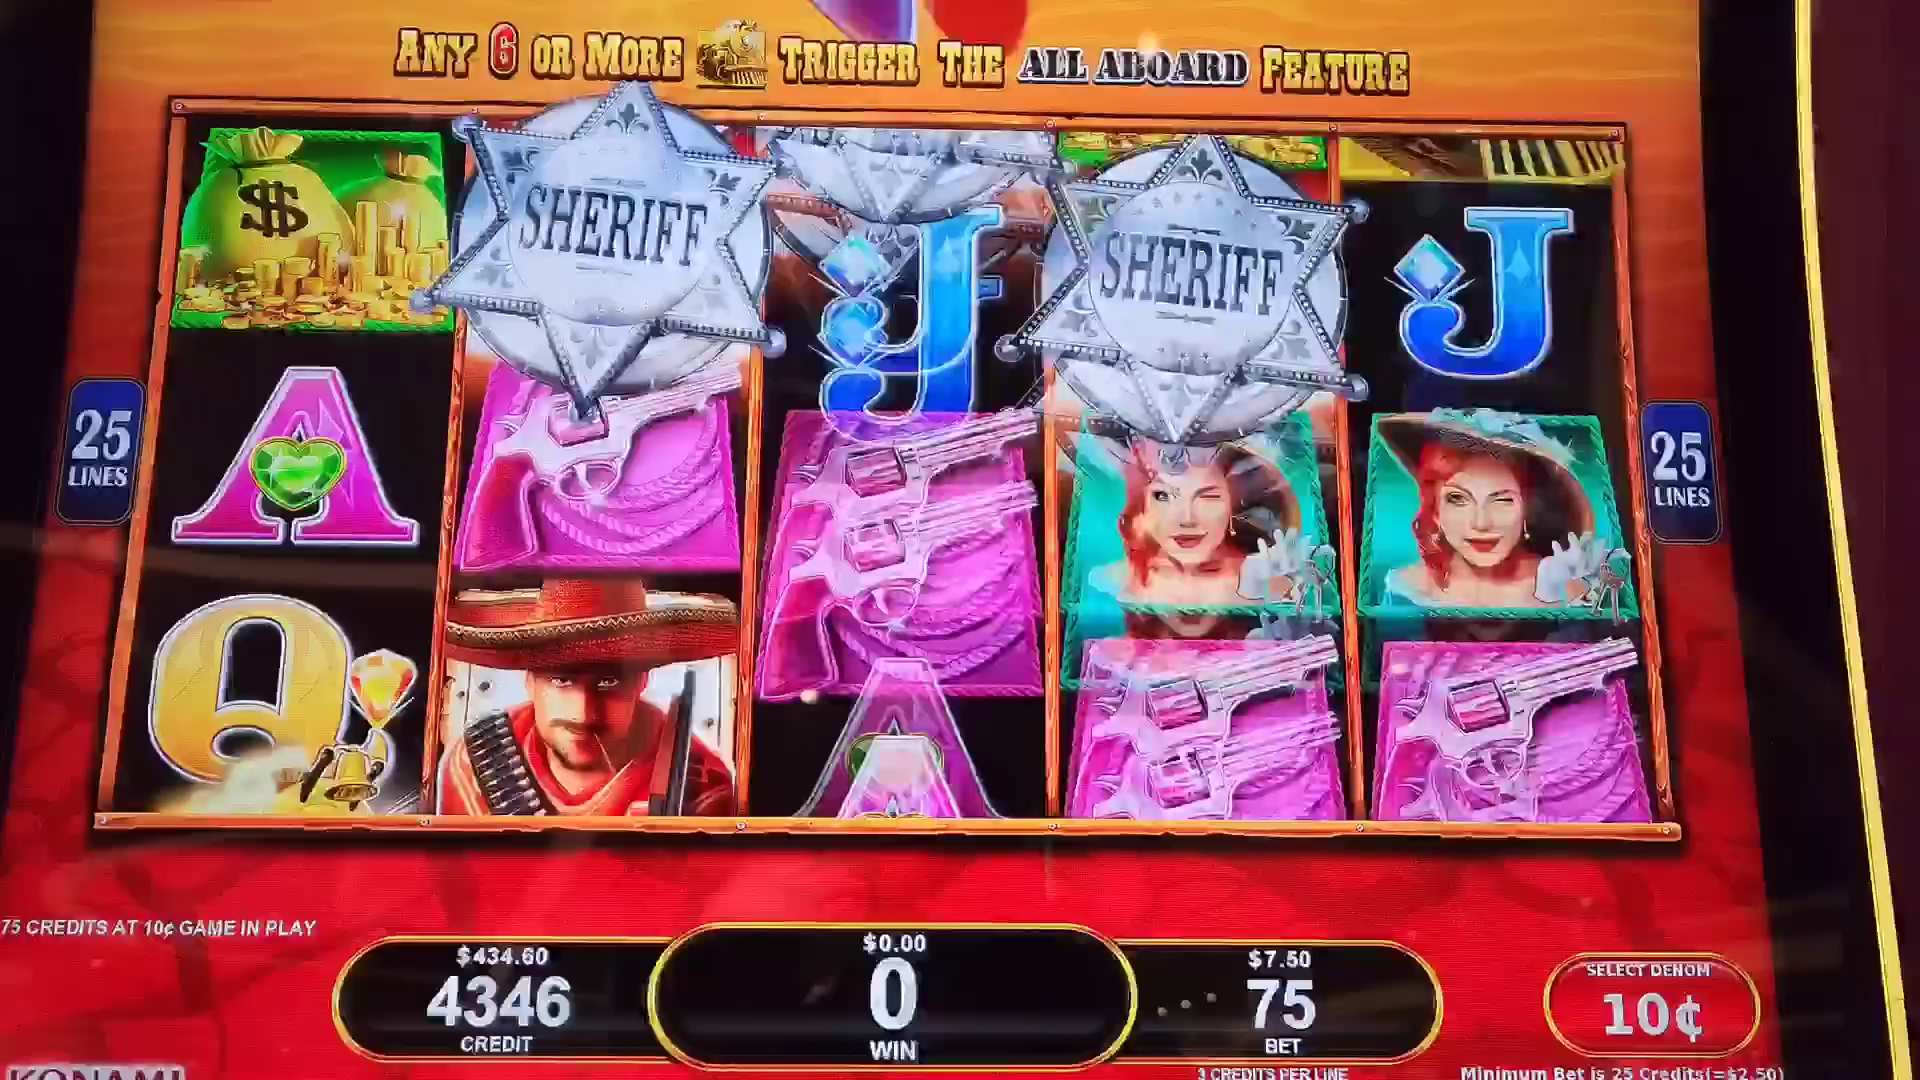 ANY 6 OR MORE TRIGGER THE ALL ABOARD FEATURE
$
SHERIFF
SHERIFF
J
J
25
LINES
A
25
LINES
Q
A
75 CREDITS AT 10¢ GAME IN PLAY
$434.60
4346
CREDIT
$0.00
0
WIN
$7.50
75
BET
SELECT DENOM
10¢
KONAMI
3 CREDITS PER LINE
Minimum Bet is 25 Credits(=$2.50)